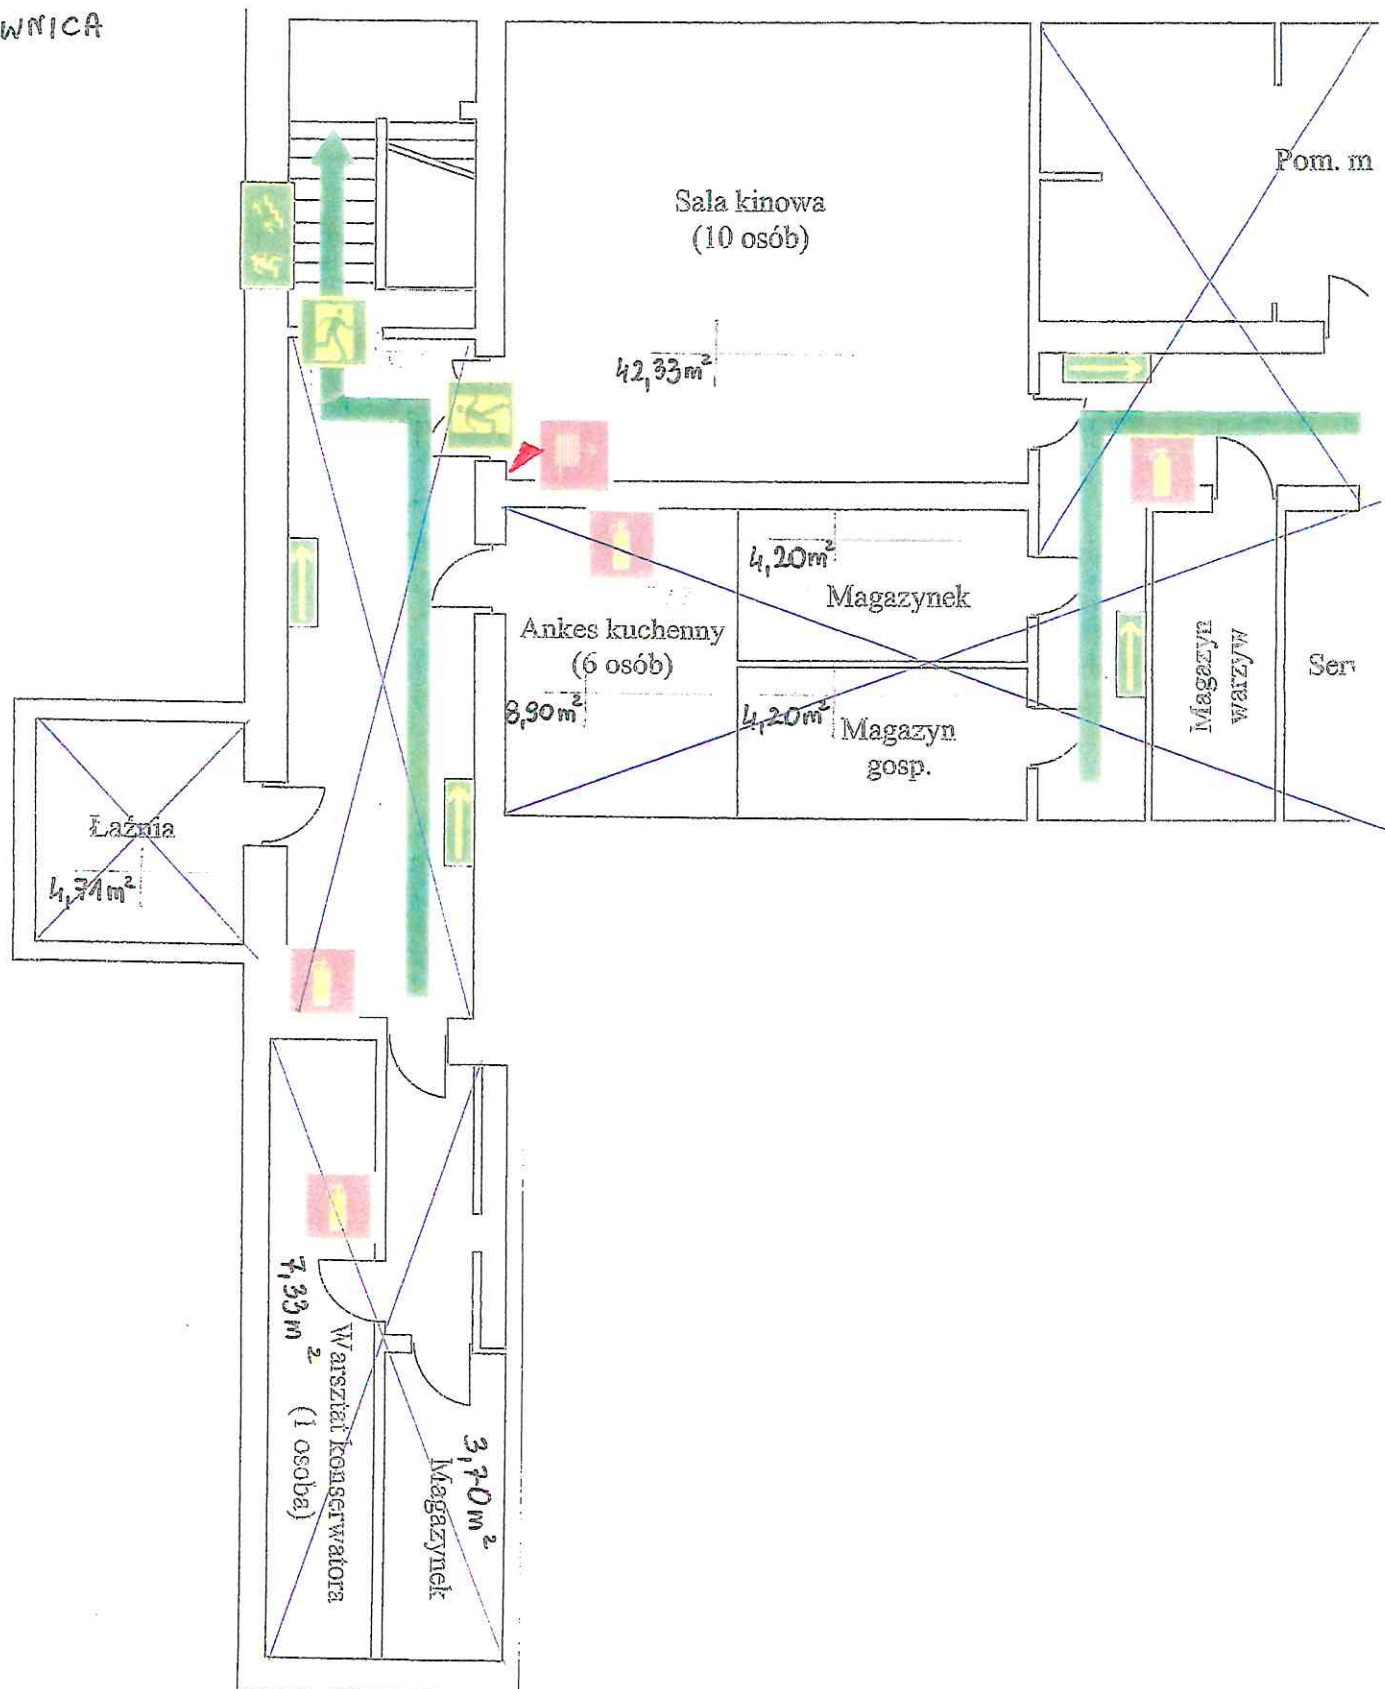 WNICA
Pom. m
Sala kinowa
(10 osób)
42,33m²
4,20m²
Magazynek
Ankes kuchenny
(6 osób)
8,90m²
4,20m²
Magazyn
gosp.
Magazyn
warzyw
Ser
Łaźnia
4,71m²
7,33m²
Warsztat konserwatora
(1 osoba)
3,70m²
Magazynek